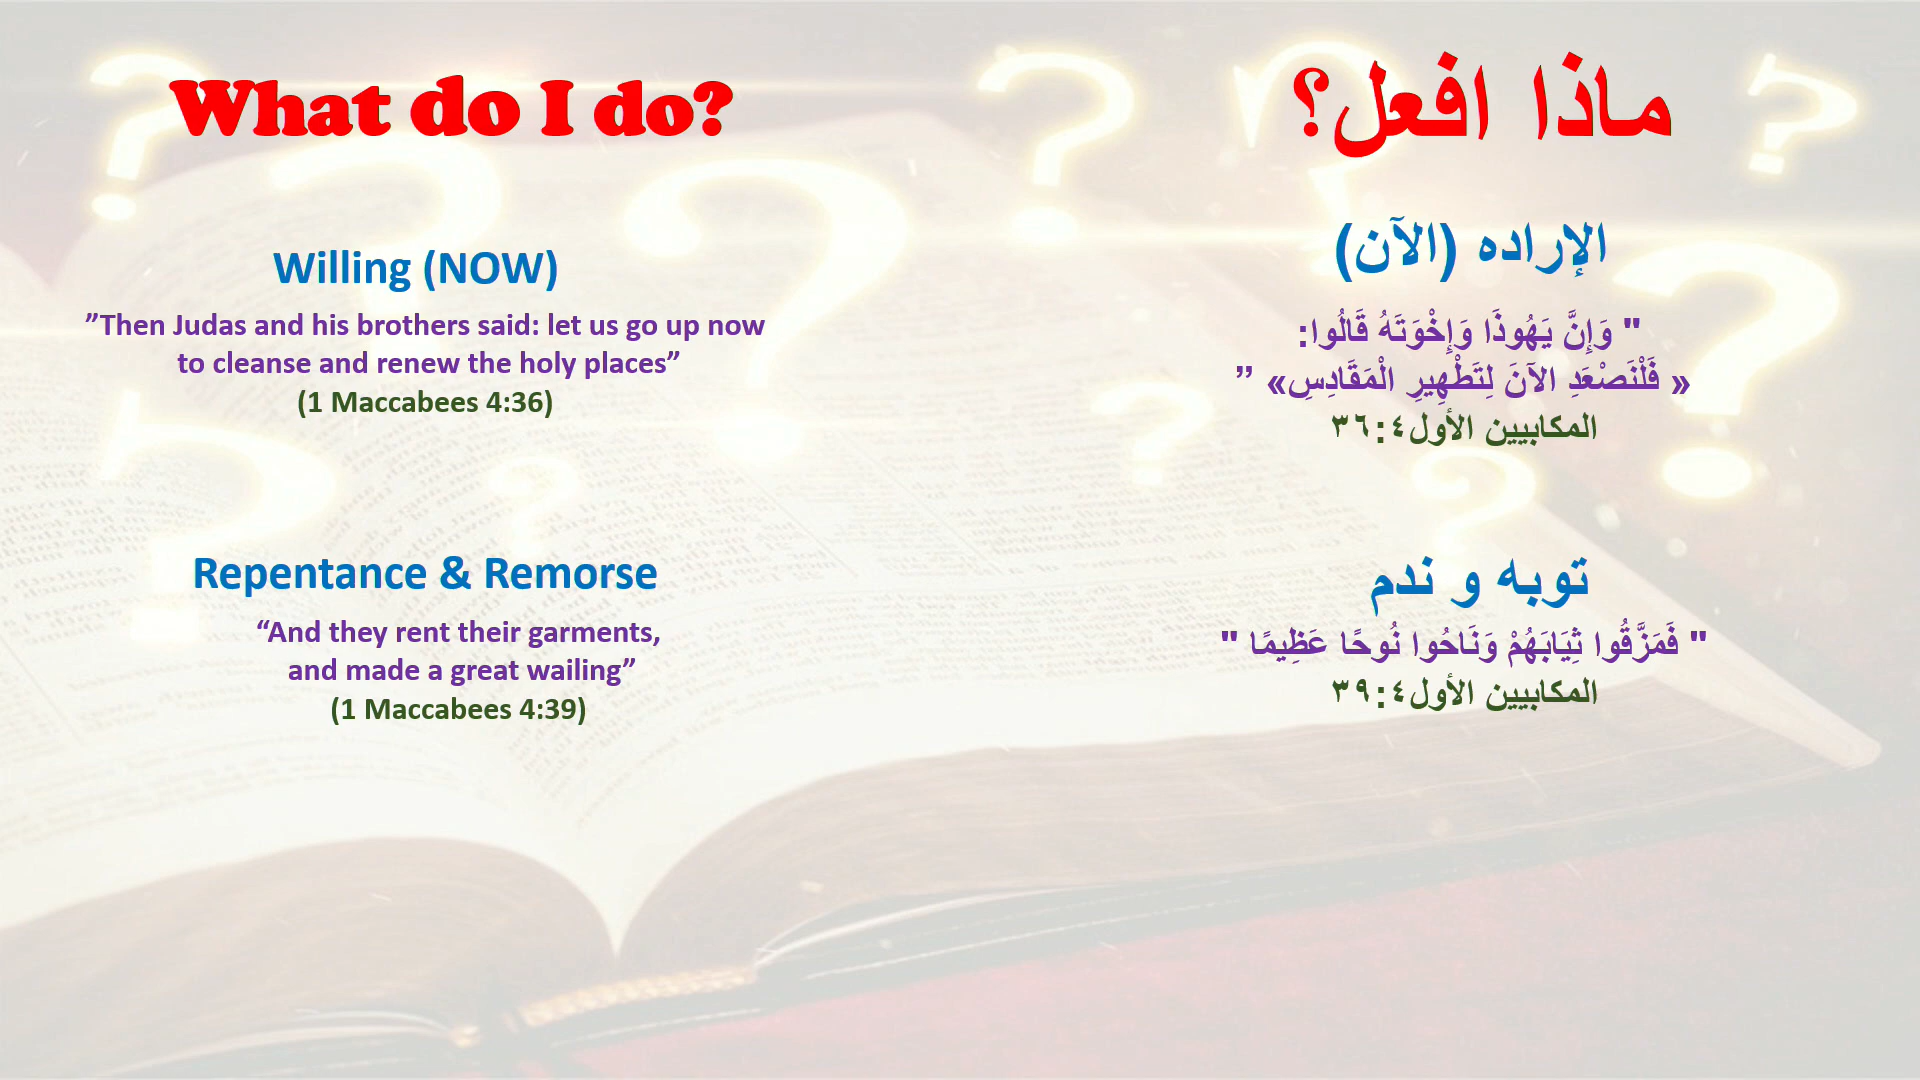 What do I do?
Willing (NOW)
”Then Judas and his brothers said: let us go up now
to cleanse and renew the holy places”
(1 Maccabees 4:36)
Repentance & Remorse
“And they rent their garments,
and made a great wailing”
(1 Maccabees 4:39)
ماذا افعل؟
الإراده (الآن)
" وَإِنَّ يَهُوذَا وَإِخْوَتَهُ قَالُوا:
« فَلْنَصْعَدِ الآنَ لِتَطْهِيرِ الْمَقَادِسِ» ”
المكابيين الأول٤:٣٦
توبه و ندم
" فَمَزَّقُوا ثِيَابَهُمْ وَنَاحُوا نُوحًا عَظِيمًا "
المكابيين الأول٤:٣٩